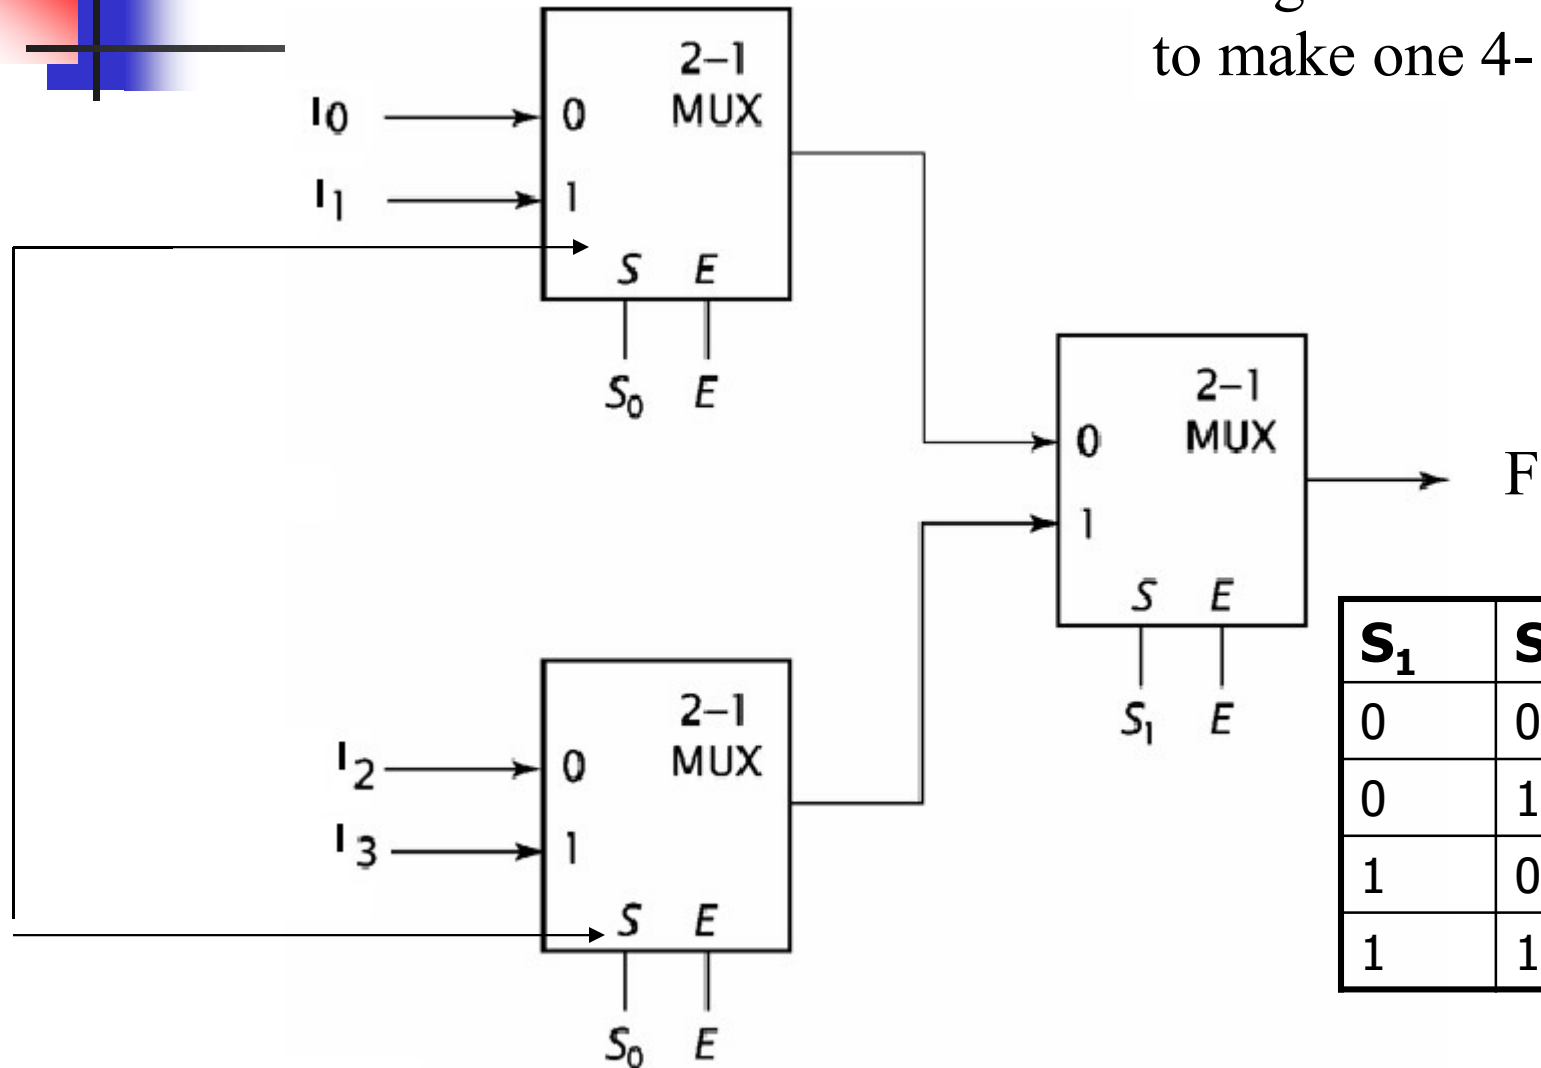 to make one 4-
2–1
MUX
I0
0
I1
1
S E
S0 E
2–1
MUX
0
1
S E
S1 E
F
2–1
MUX
I2
0
I3
1
S E
S0 E
S1 S
0 0
0 1
1 0
1 1